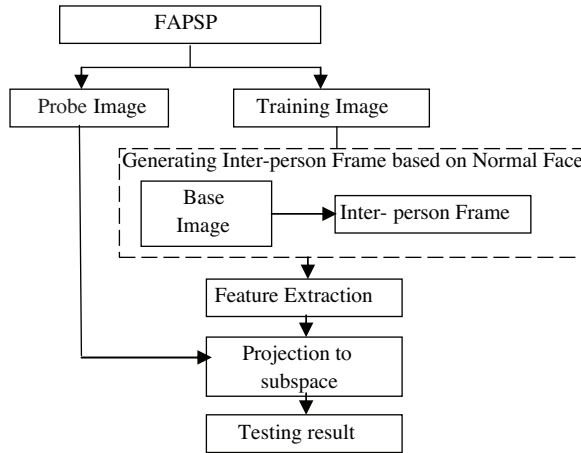 FAPSP
Probe Image
Training Image
Generating Inter-person Frame based on Normal Face
Base
Image
Inter- person Frame
Feature Extraction
Projection to
subspace
Testing result